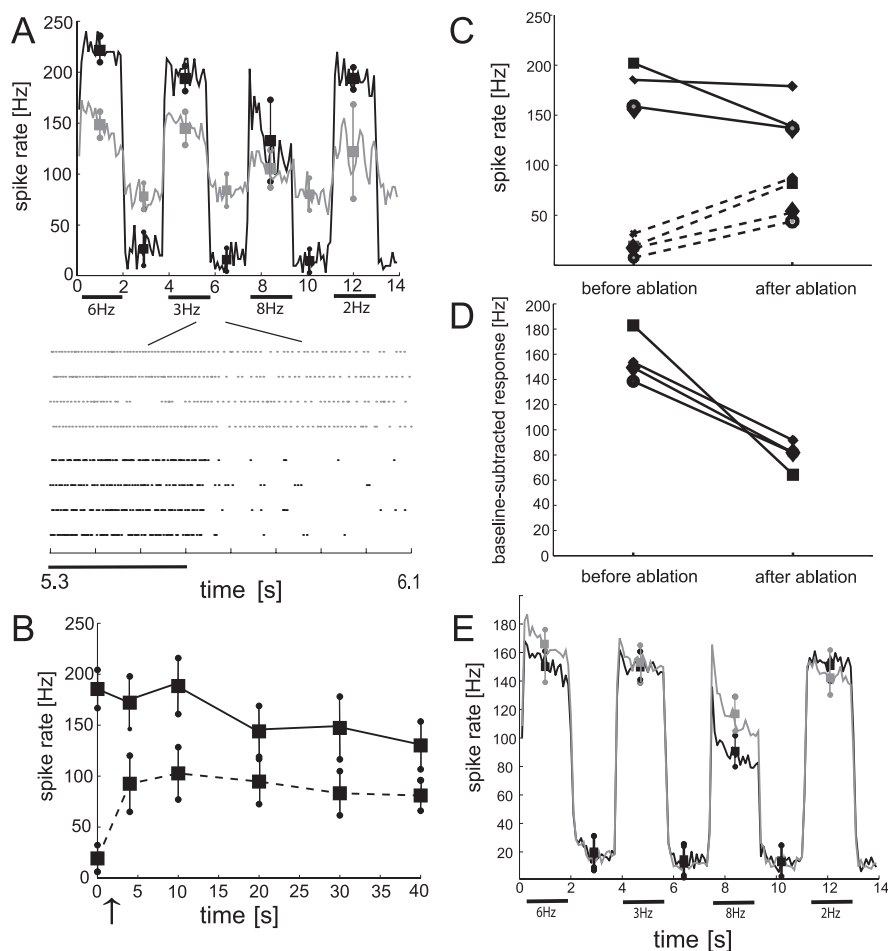 A
spike rate [Hz]
250
200
150
100
50
0
0 2 4 6 8 10 12 14
6Hz 3Hz 8Hz 2Hz
5.3 time [s] 6.1
B
spike rate [Hz]
250
200
150
100
50
0
0 5 10 20 30 40
time [s]
C
spike rate [Hz]
250
200
150
100
50
before ablation after ablation
D
baseline-subtracted response [Hz]
200
180
160
140
120
100
80
60
40
20
0
before ablation after ablation
E
spike rate [Hz]
180
160
140
120
100
80
60
40
20
0 2 4 6 8 10 12 14
6Hz 3Hz 8Hz 2Hz
time [s]